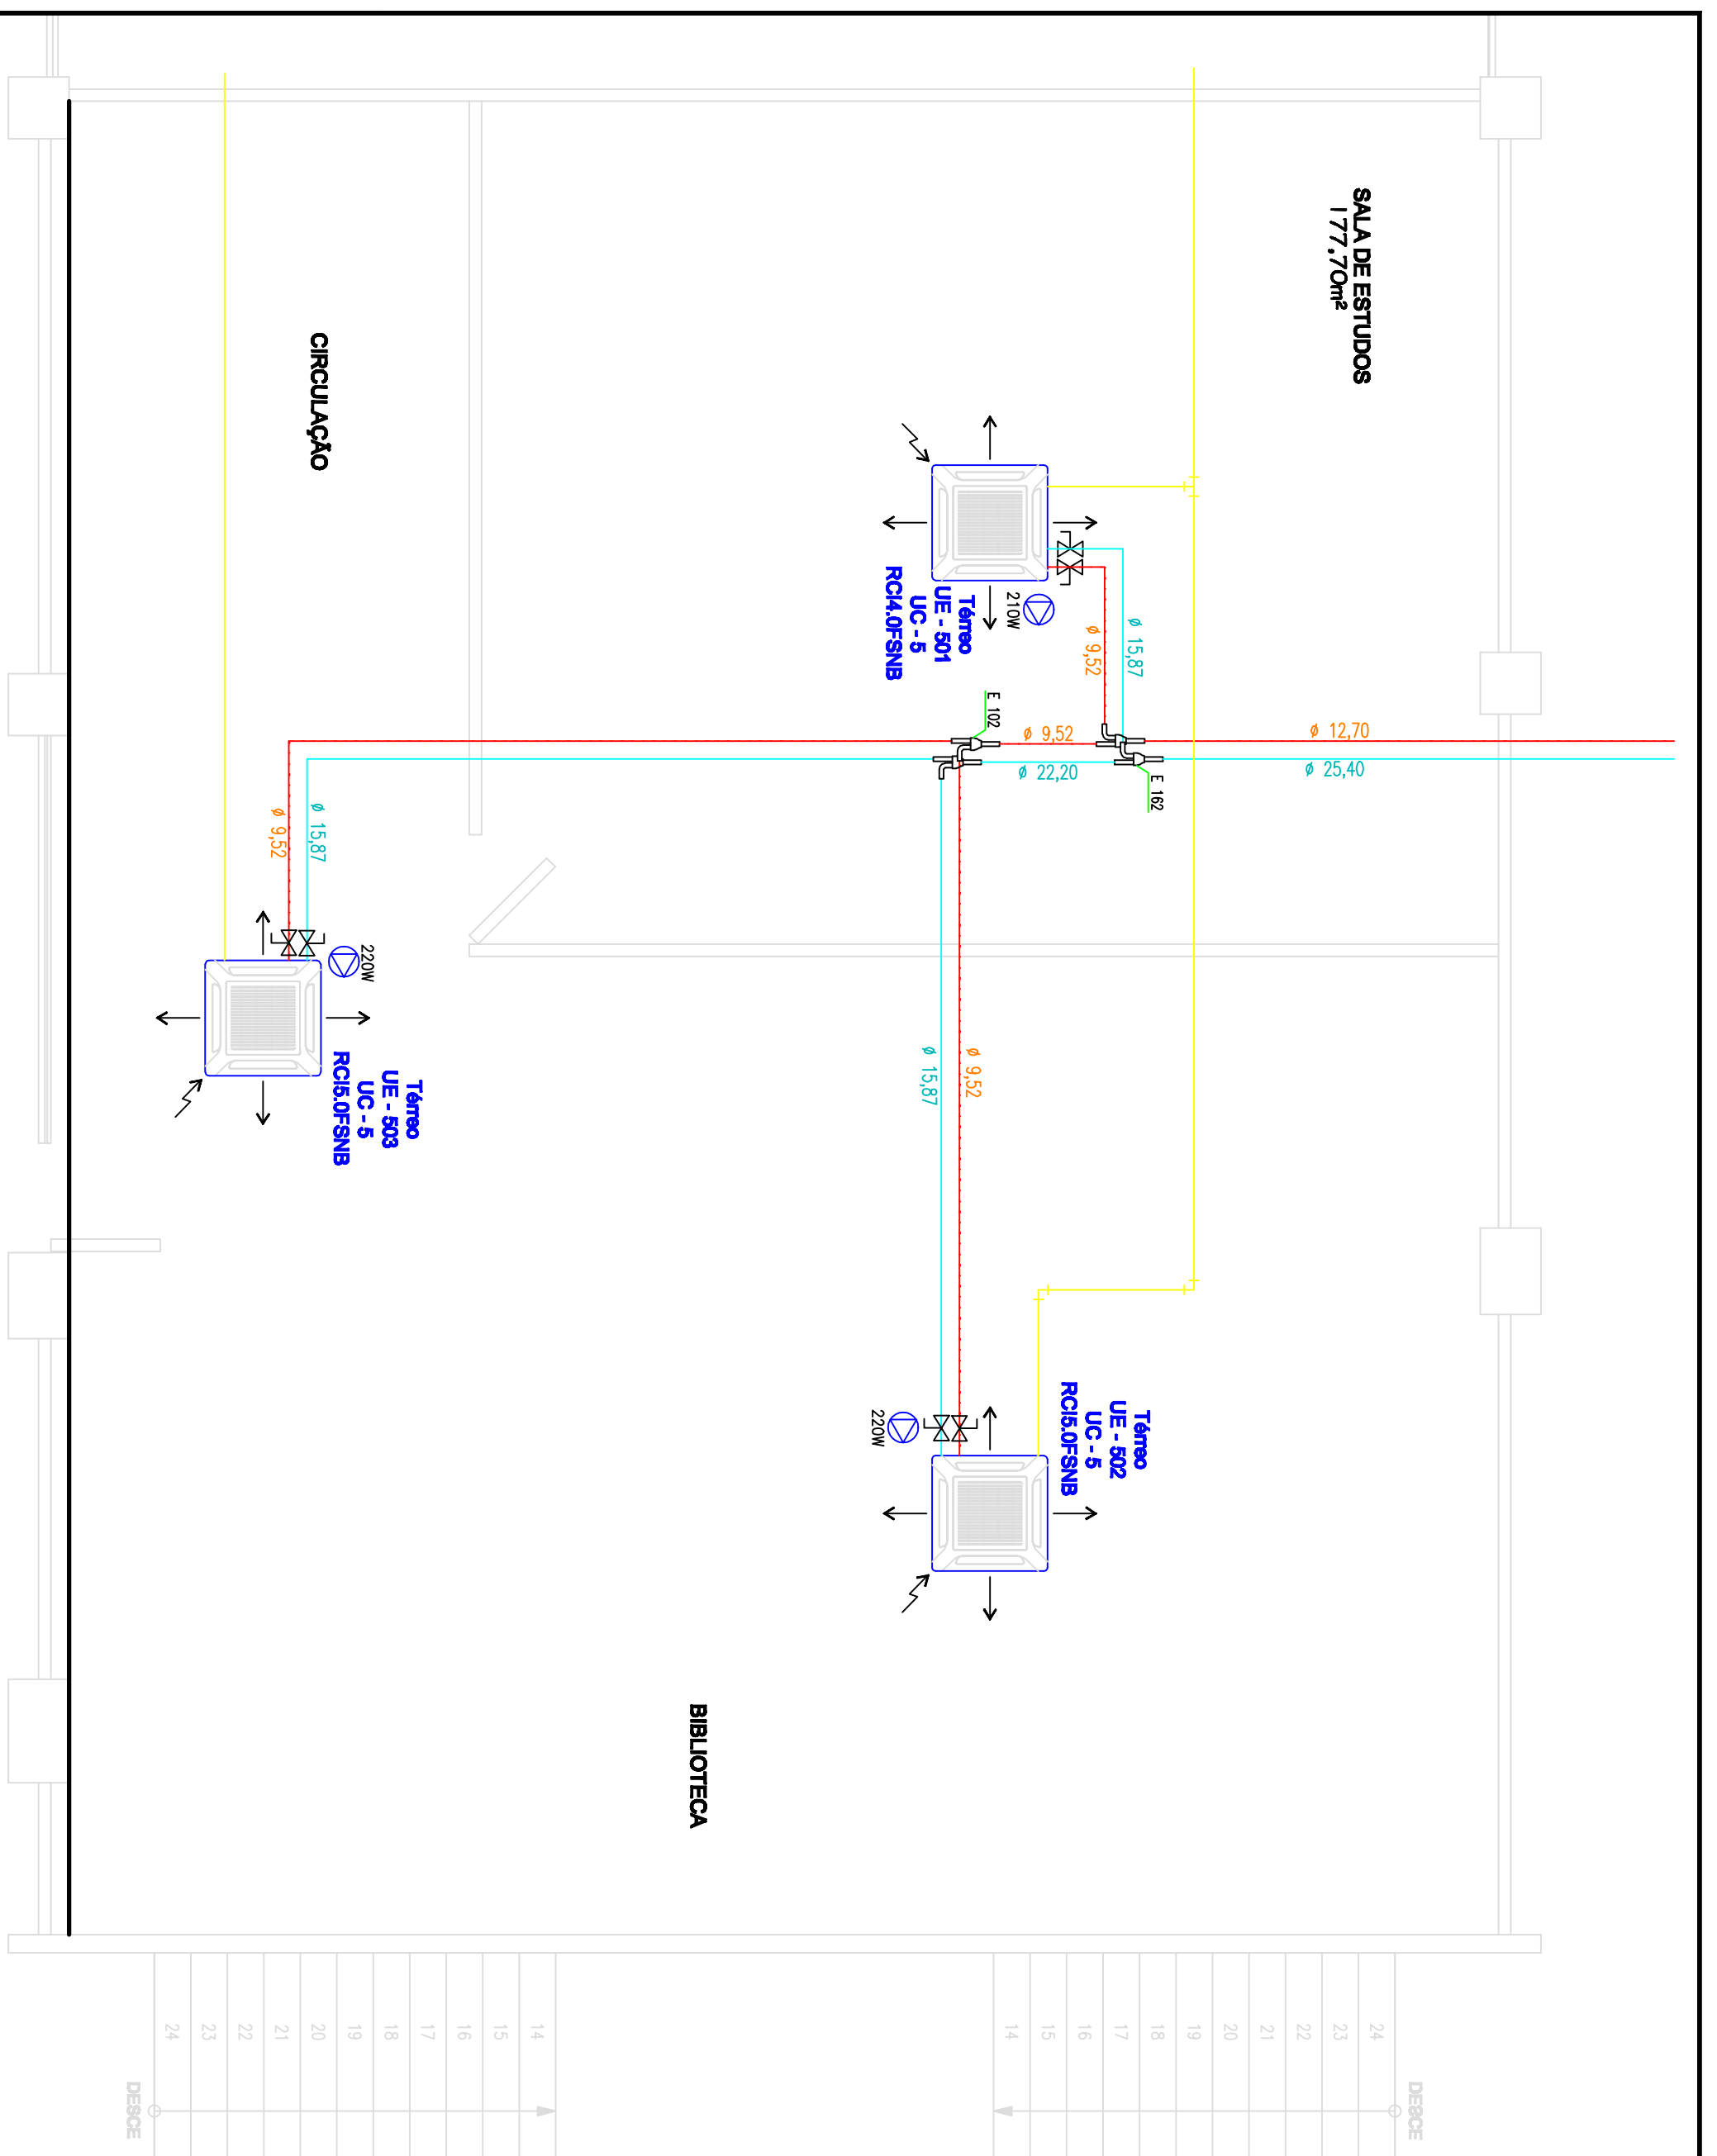 SALA DE ESTUDOS
177,70m²
CIRCULAÇÃO
210W
Térreo
UE - 501
UC - 5
RCI4.0FSNB
ø 15,87
ø 9,52
E 102
ø 9,52
ø 22,20
E 162
ø 12,70
ø 25,40
ø 15,87
ø 9,52
220W
Térreo
UE - 503
UC - 5
RCI5.0FSNB
ø 9,52
ø 15,87
Térreo
UE - 502
UC - 5
RCI5.0FSNB
220W
BIBLIOTECA
24
23
22
21
20
19
18
17
16
15
14
DESCE
14
15
16
17
18
19
20
21
22
23
24
DESCE